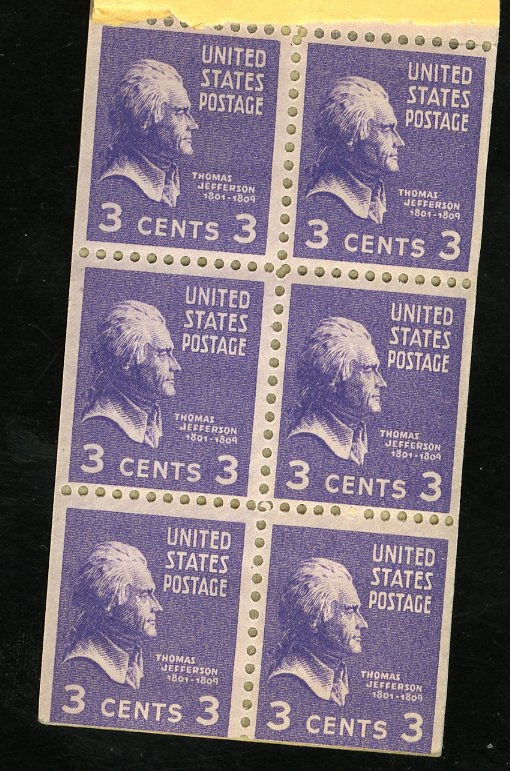 UNITED
STATES
POSTAGE
THOMAS
JEFFERSON
1801-1809
3 CENTS 3
UNITED
STATES
POSTAGE
THOMAS
JEFFERSON
1801-1809
3 CENTS 3
UNITED
STATES
POSTAGE
THOMAS
JEFFERSON
1801-1809
3 CENTS 3
UNITED
STATES
POSTAGE
THOMAS
JEFFERSON
1801-1809
3 CENTS 3
UNITED
STATES
POSTAGE
THOMAS
JEFFERSON
1801-1809
3 CENTS 3
UNITED
STATES
POSTAGE
THOMAS
JEFFERSON
1801-1809
3 CENTS 3